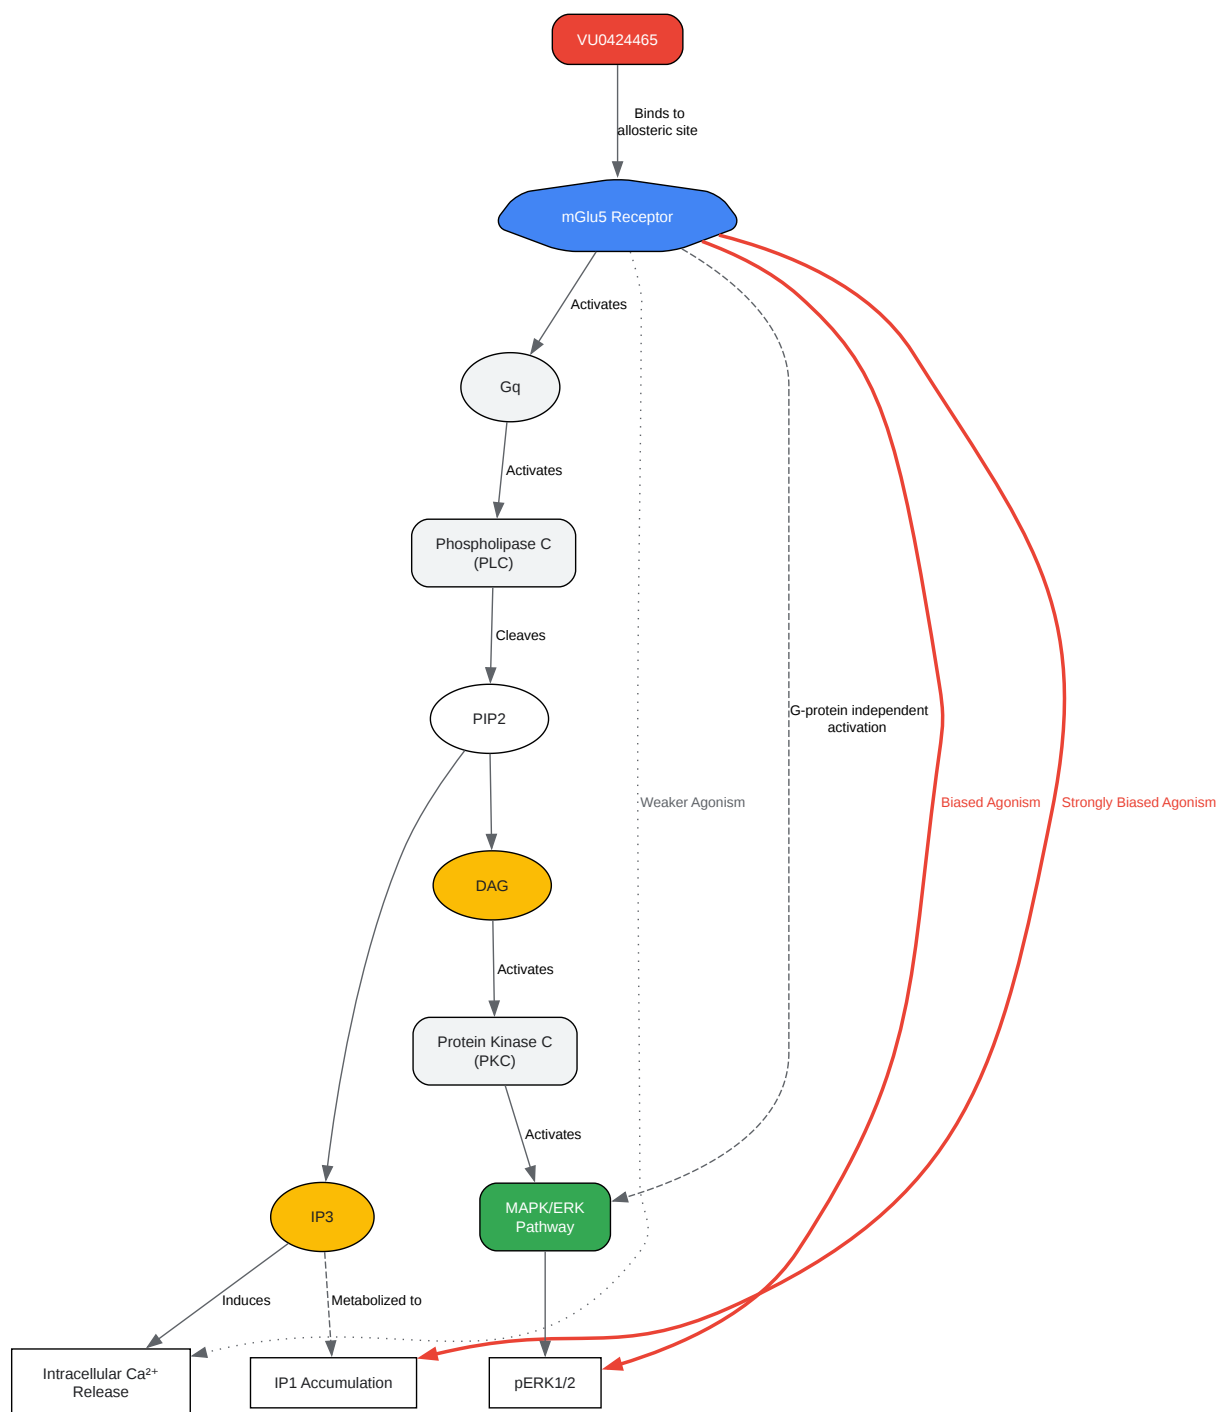 VU0424465
Binds to
allosteric site
mGlu5 Receptor
Activates
Gq
Activates
Phospholipase C
(PLC)
Cleaves
PIP2
G-protein independent
activation
Weaker Agonism
Biased Agonism
Strongly Biased Agonism
DAG
Activates
Protein Kinase C
(PKC)
Activates
IP3
MAPK/ERK
Pathway
Induces
Metabolized to
Intracellular Ca²⁺
Release
IP1 Accumulation
pERK1/2